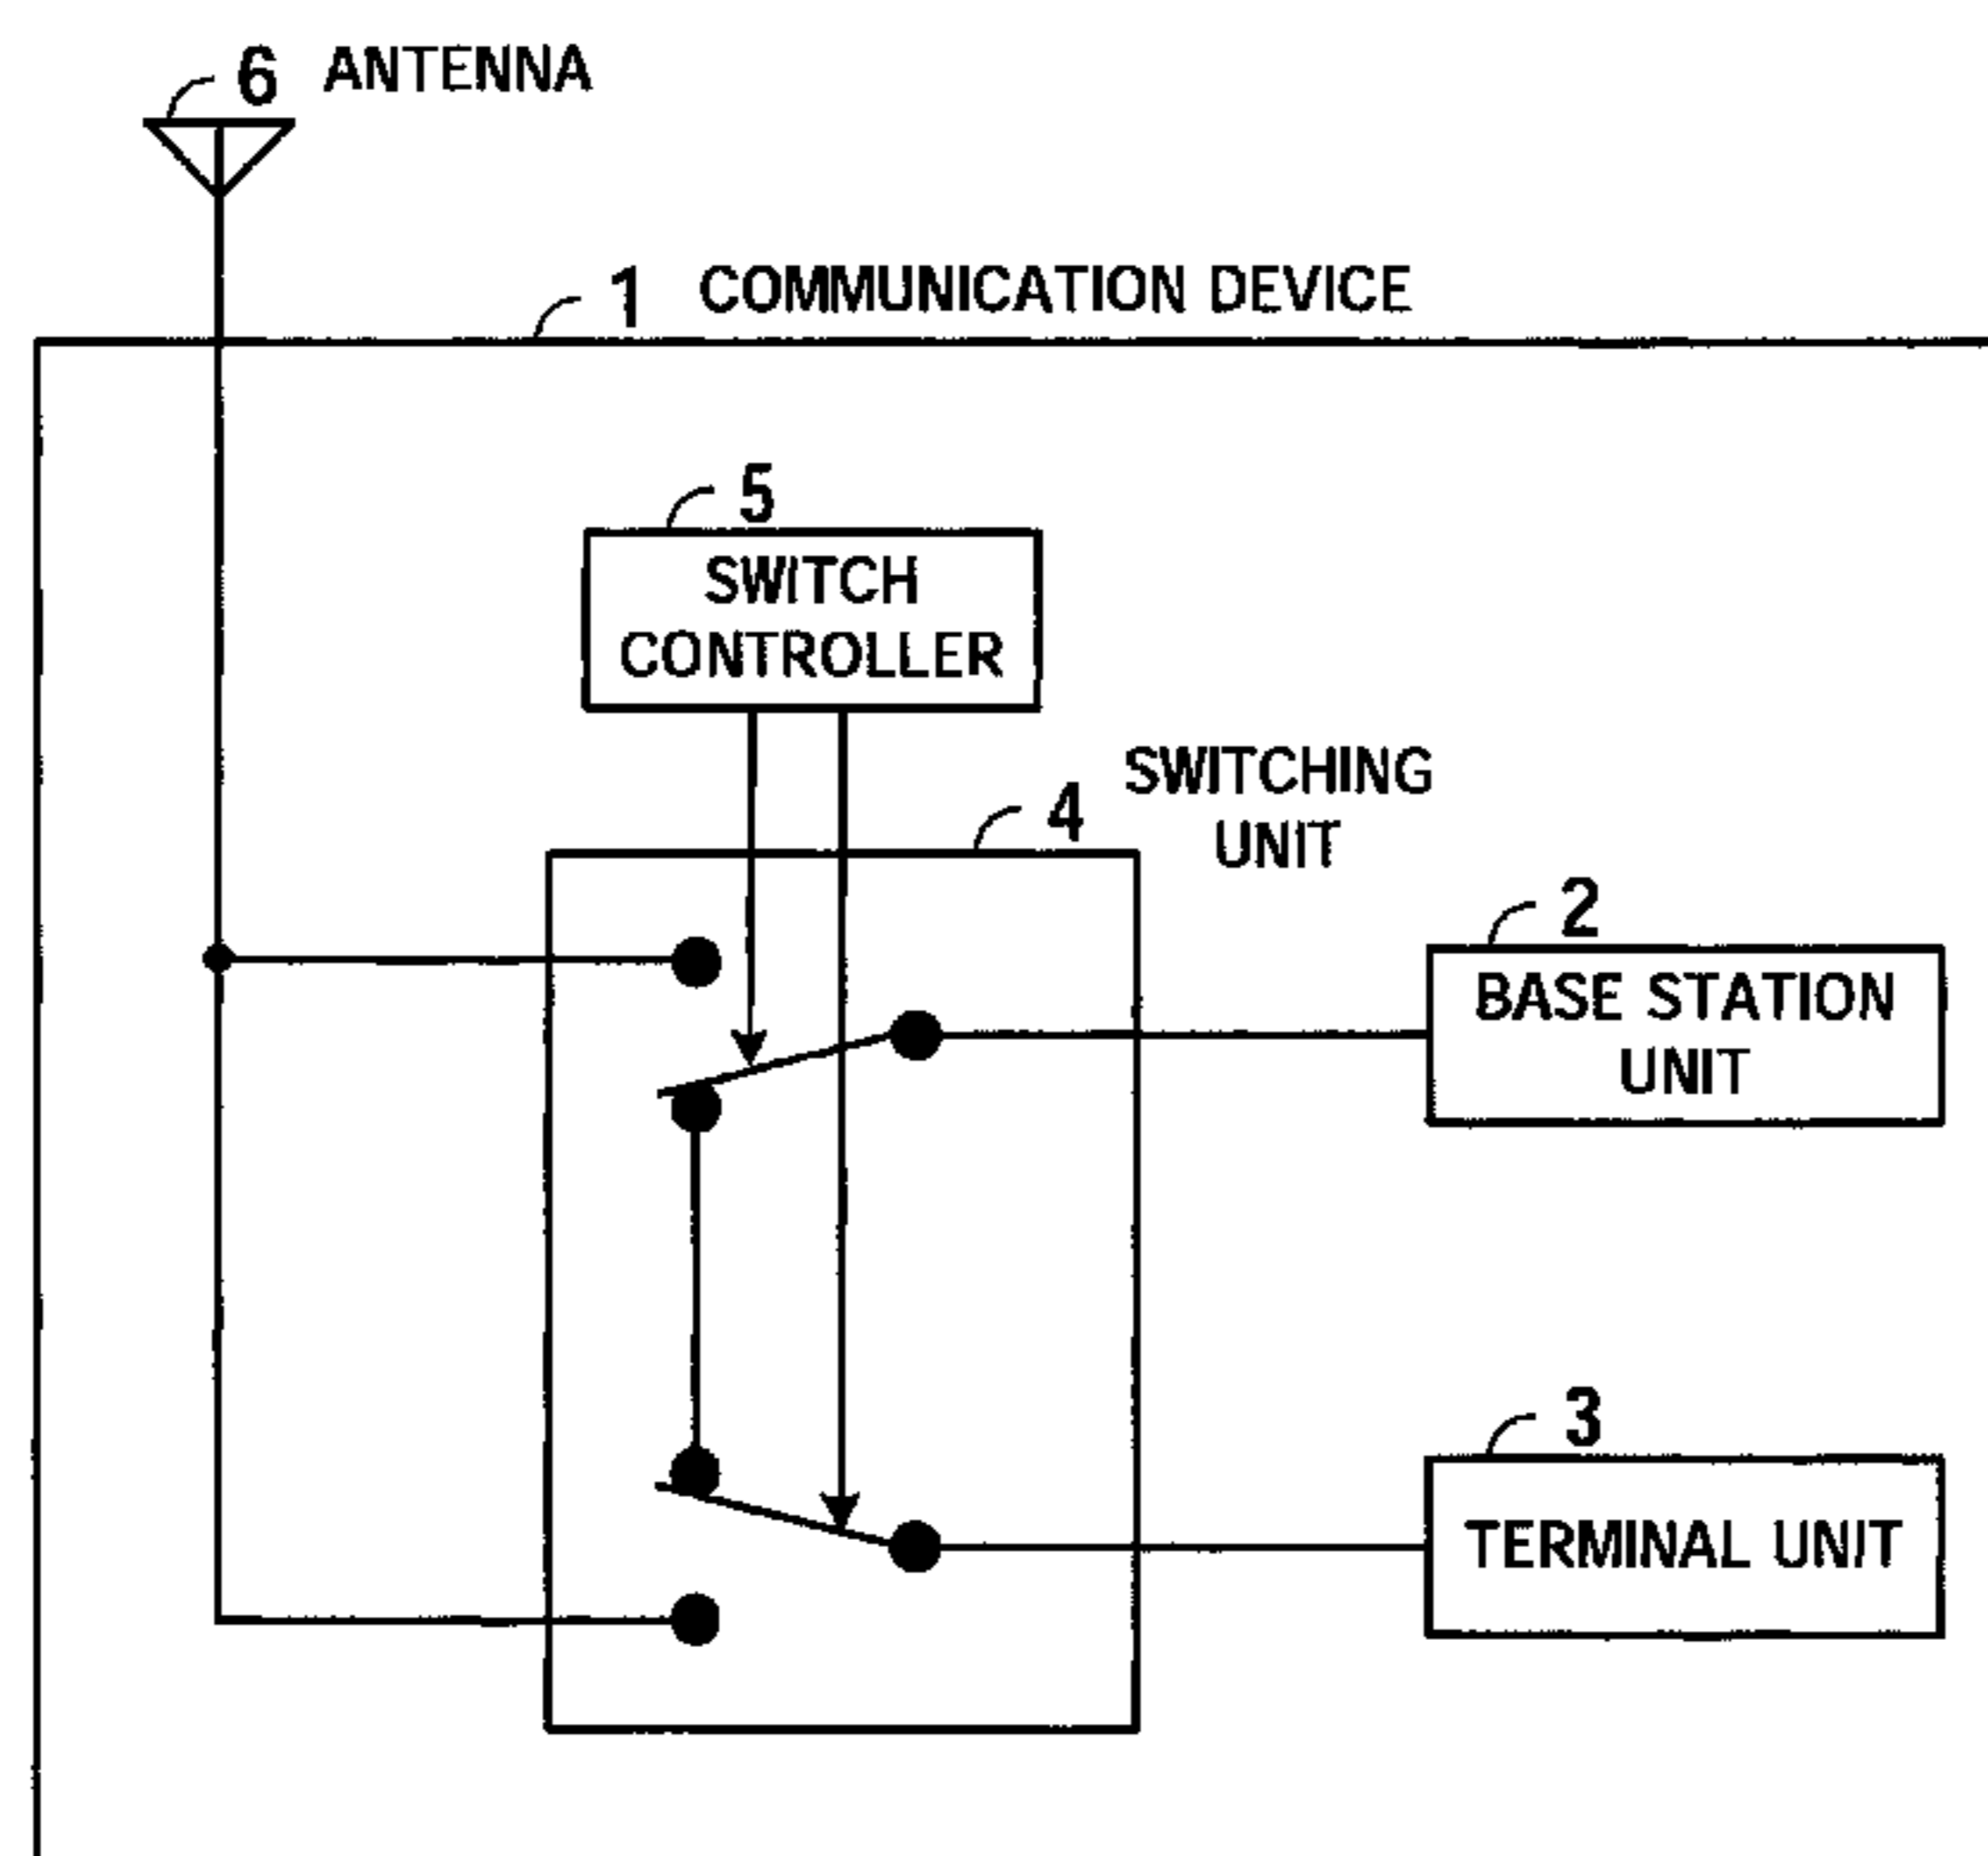 6 ANTENNA
1 COMMUNICATION DEVICE
5
SWITCH
CONTROLLER
SWITCHING
UNIT
4
2
BASE STATION
UNIT
3
TERMINAL UNIT